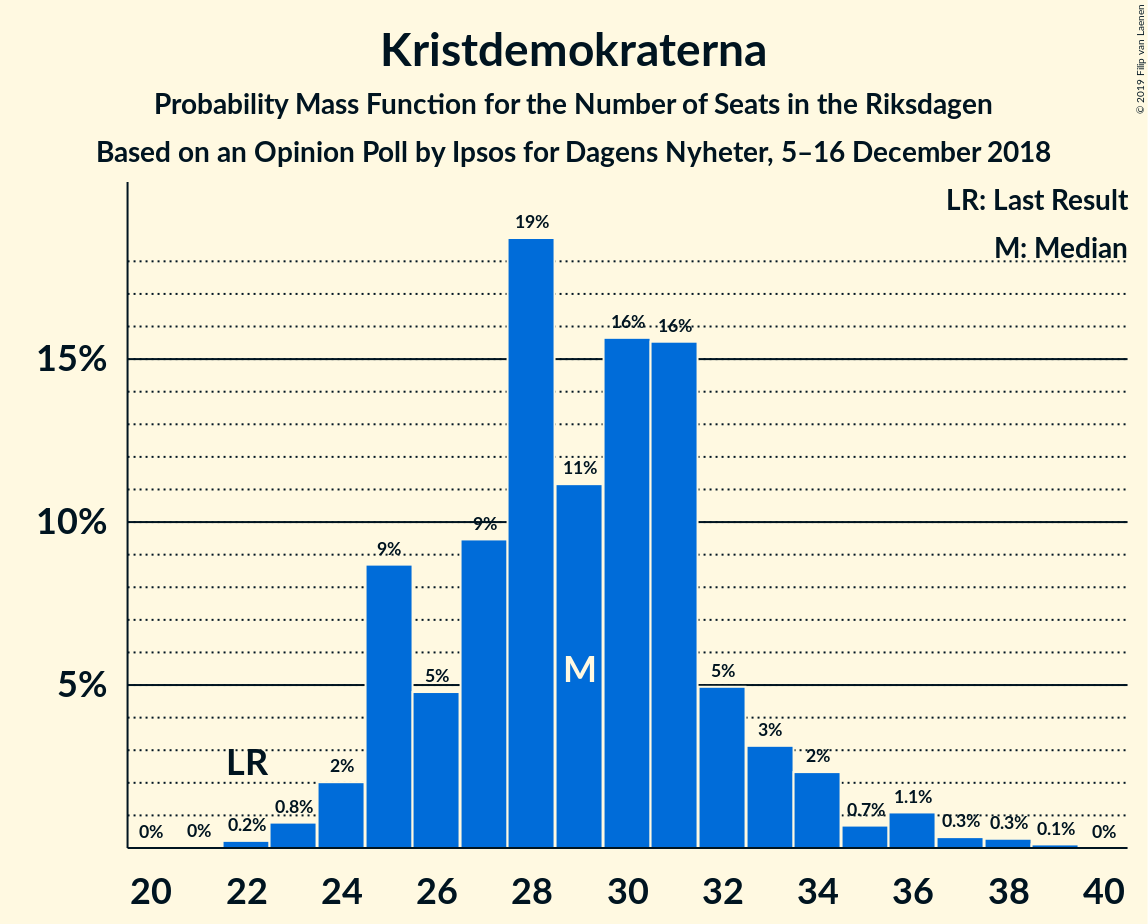 Kristdemokraterna
Probability Mass Function for the Number of Seats in the Riksdagen
Based on an Opinion Poll by Ipsos for Dagens Nyheter, 5–16 December 2018
© 2019 Filip van Laenen
LR: Last Result
M: Median
15%
10%
5%
0%
0%
0.2%
0.8%
2%
9%
5%
9%
19%
11%
16%
16%
5%
3%
2%
0.7%
1.1%
0.3%
0.3%
0.1%
0%
LR
M
20 22 24 26 28 30 32 34 36 38 40